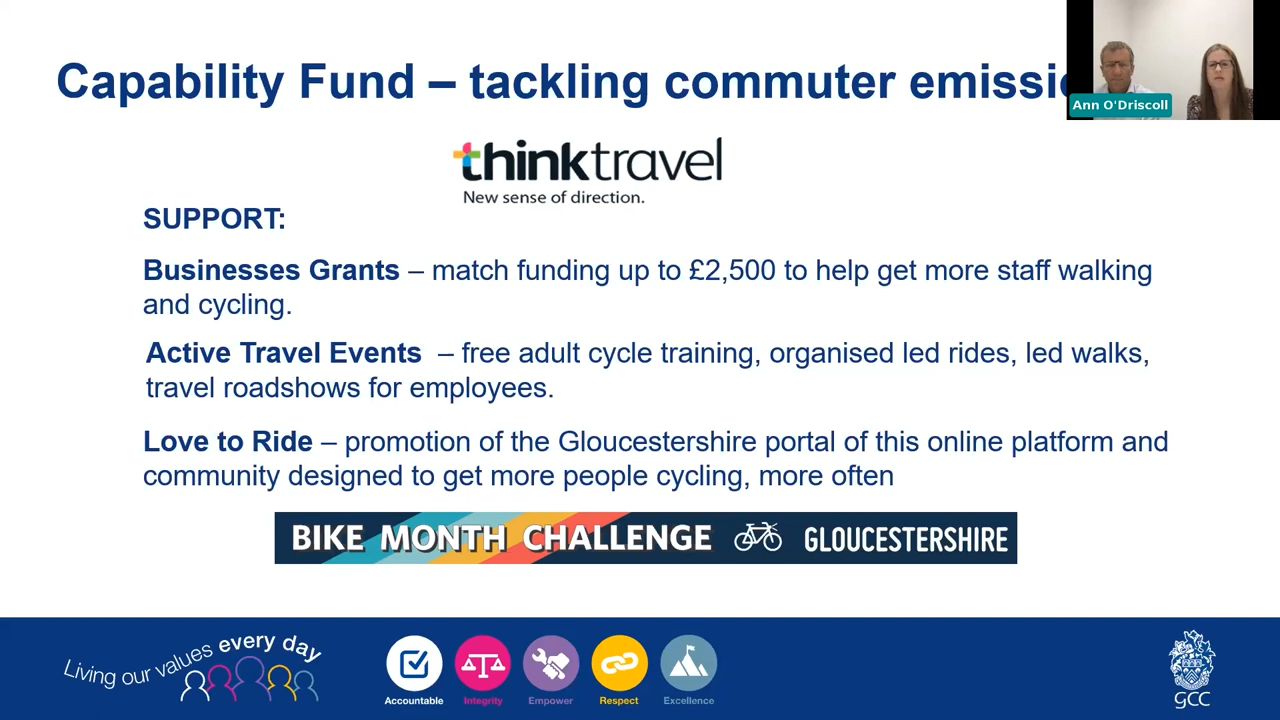 Capability Fund – tackling commuter emissi
Ann O'Driscoll
thinktravel
New sense of direction.
SUPPORT:
Businesses Grants – match funding up to £2,500 to help get more staff walking
and cycling.
Active Travel Events – free adult cycle training, organised led rides, led walks,
travel roadshows for employees.
Love to Ride – promotion of the Gloucestershire portal of this online platform and
community designed to get more people cycling, more often
BIKE MONTH CHALLENGE GLOUCESTERSHIRE
Living our values every day
Accountable Integrity Empower Respect Excellence
GCC